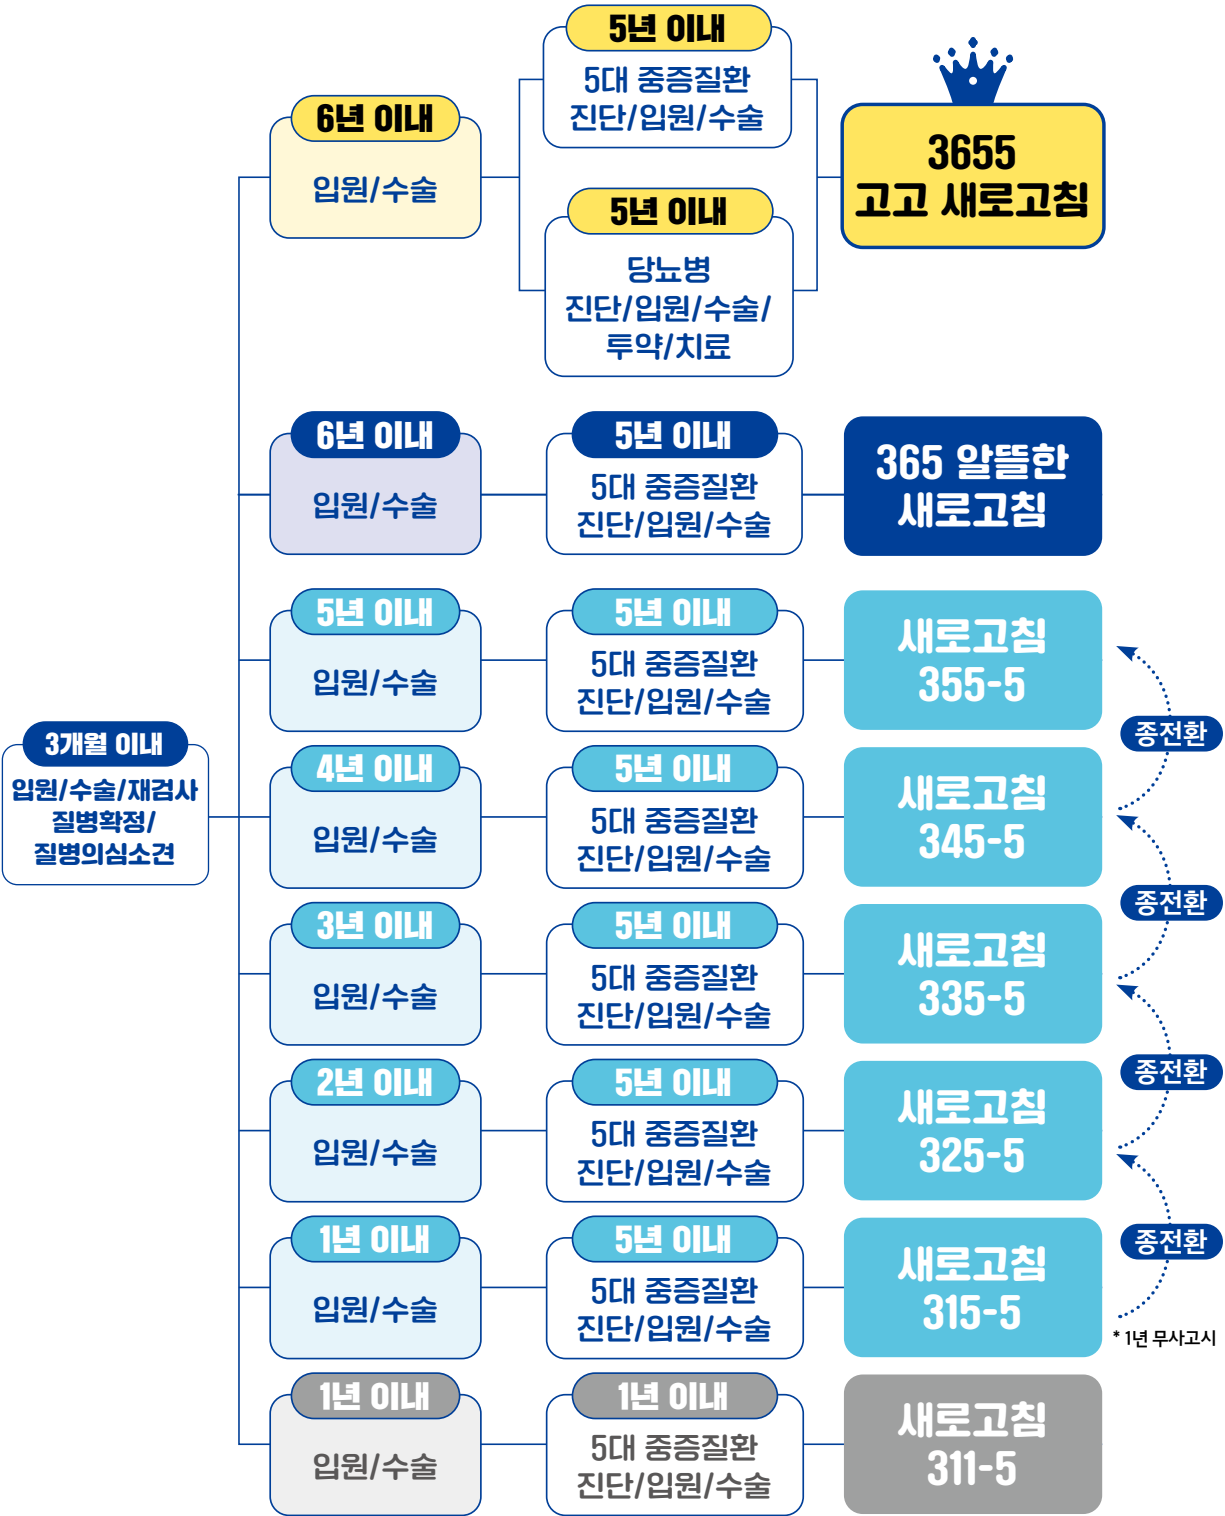 3개월 이내
입원/수술/재검사
질병확정/
질병의심소견
6년 이내
입원/수술
5년 이내
5대 중증질환
진단/입원/수술
5년 이내
당뇨병
진단/입원/수술/
투약/치료
3655
고고 새로고침
6년 이내
입원/수술
5년 이내
5대 중증질환
진단/입원/수술
365 알뜰한
새로고침
5년 이내
입원/수술
5년 이내
5대 중증질환
진단/입원/수술
새로고침
355-5
종전환
4년 이내
입원/수술
5년 이내
5대 중증질환
진단/입원/수술
새로고침
345-5
종전환
3년 이내
입원/수술
5년 이내
5대 중증질환
진단/입원/수술
새로고침
335-5
종전환
2년 이내
입원/수술
5년 이내
5대 중증질환
진단/입원/수술
새로고침
325-5
종전환
1년 이내
입원/수술
5년 이내
5대 중증질환
진단/입원/수술
새로고침
315-5
* 1년 무사고시
1년 이내
입원/수술
1년 이내
5대 중증질환
진단/입원/수술
새로고침
311-5